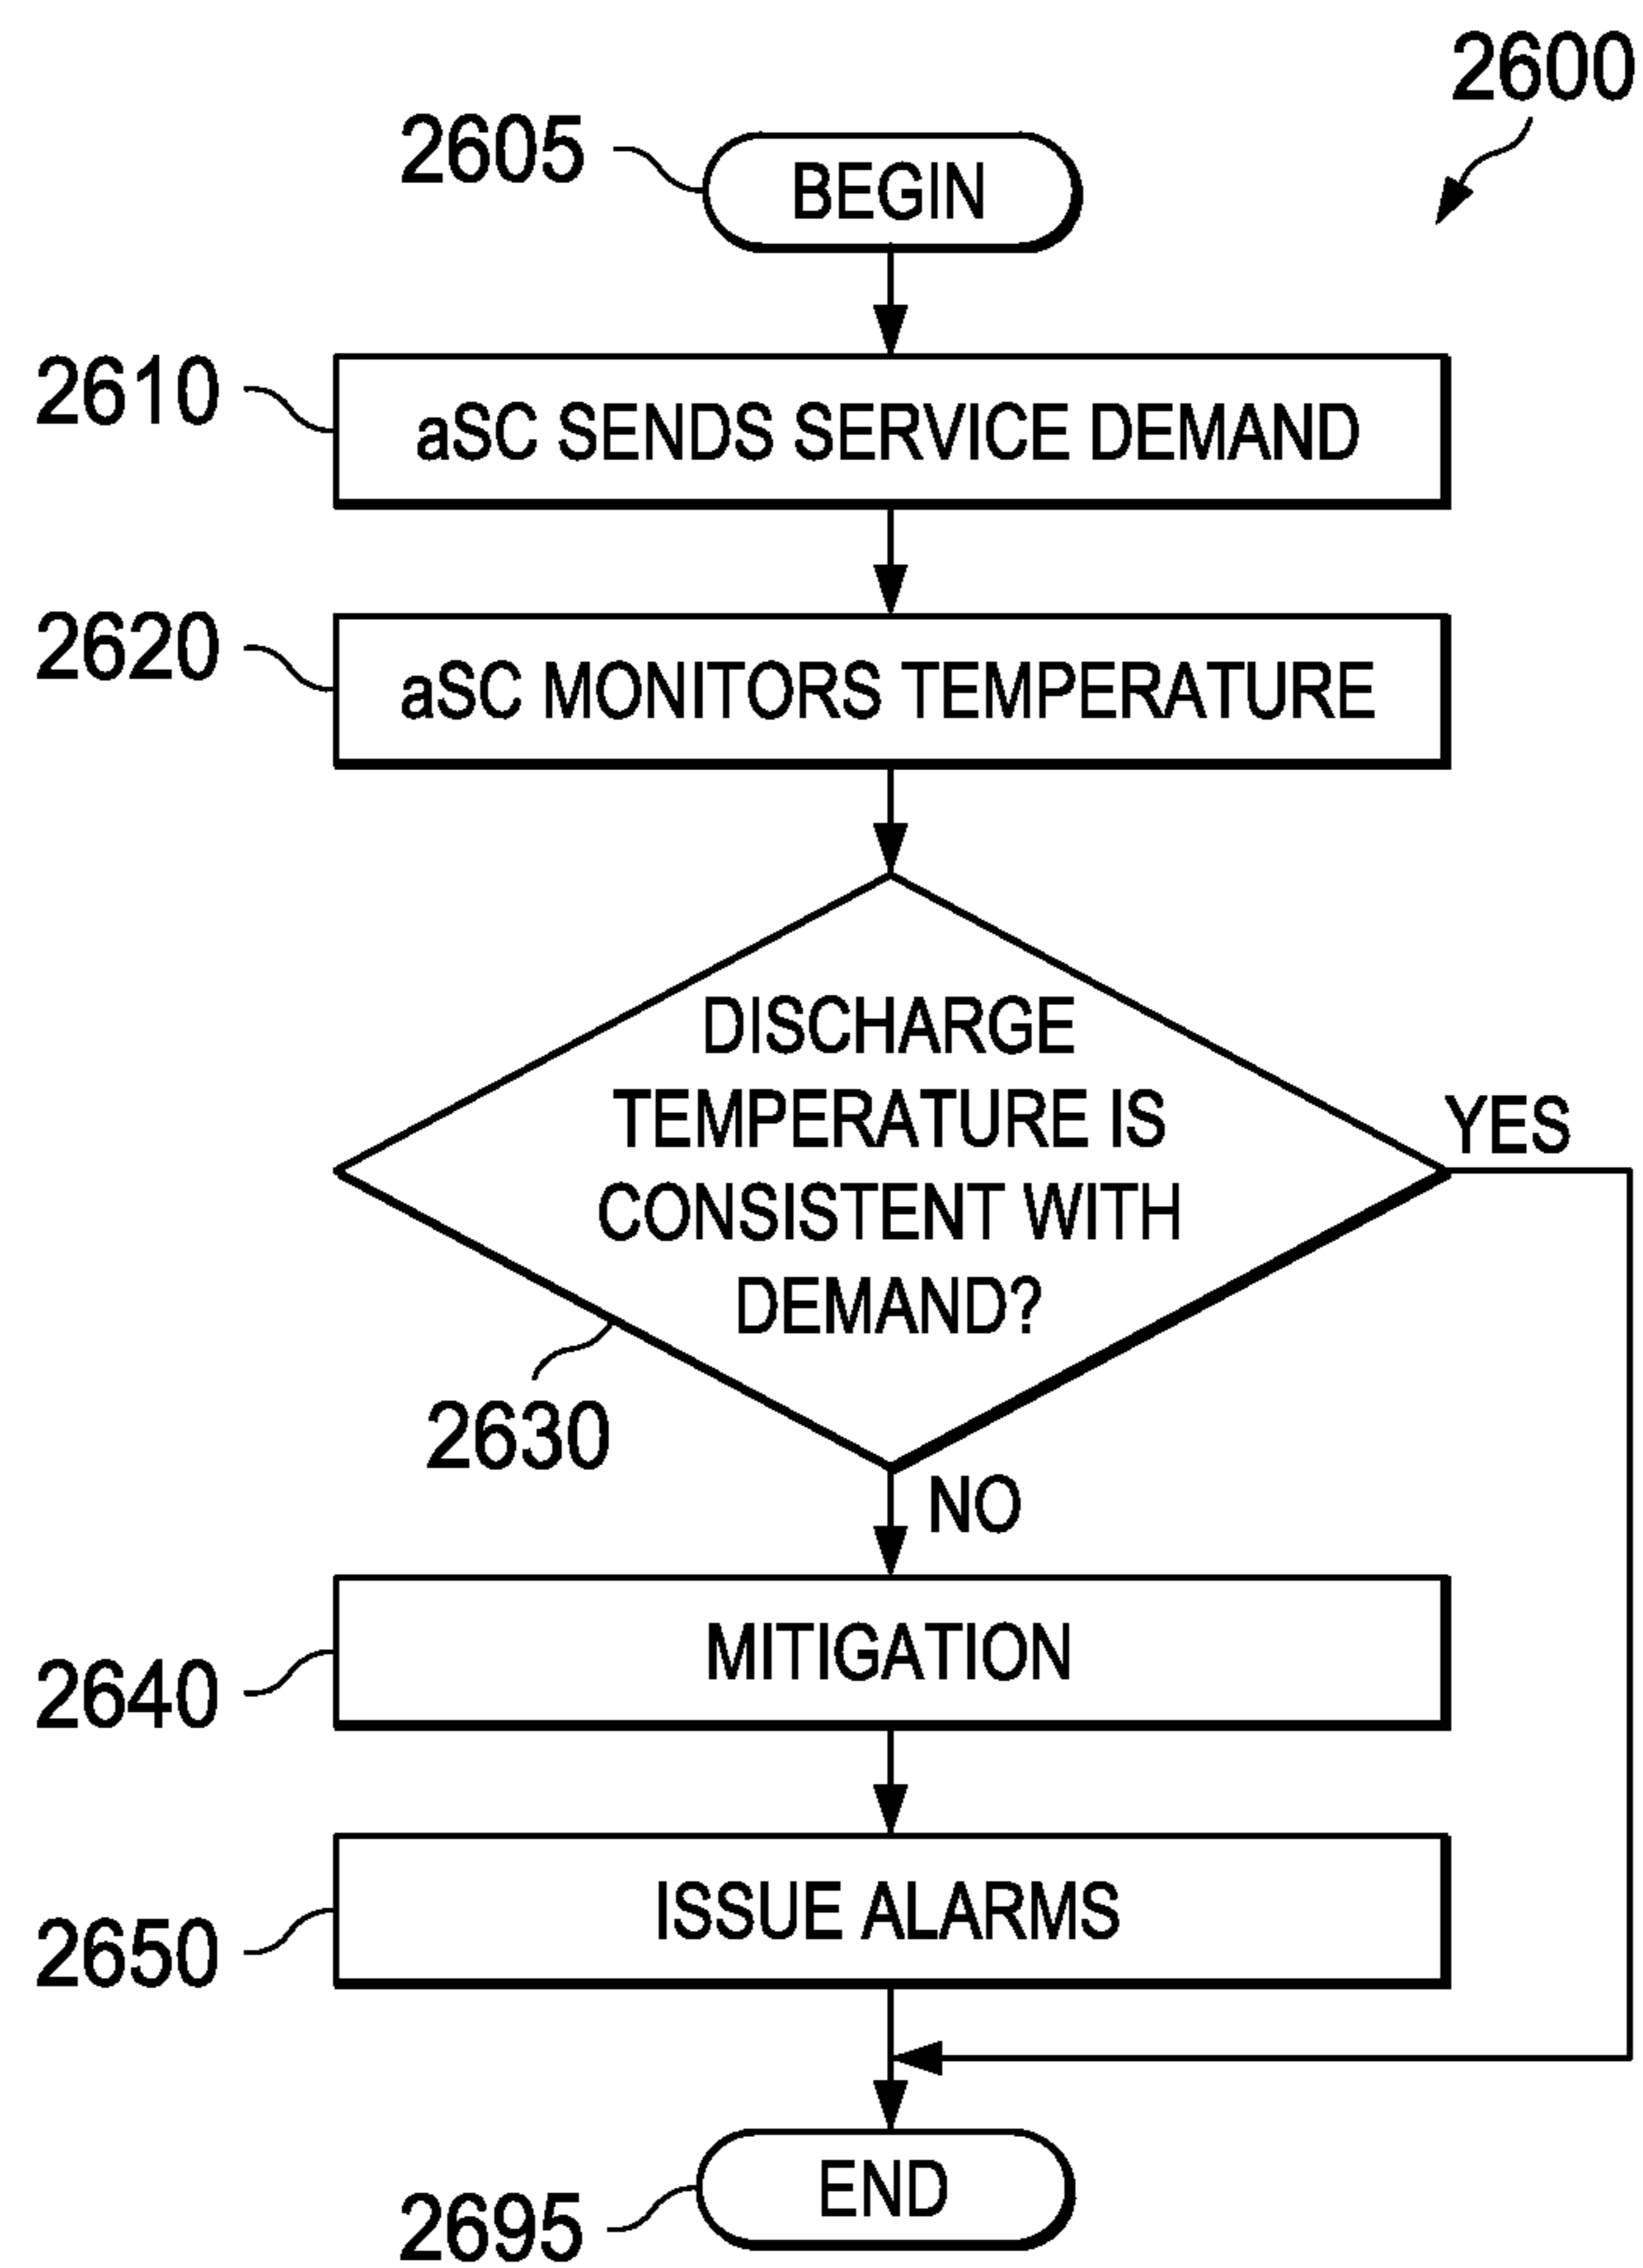 2600
2605
BEGIN
2610
aSC SENDS SERVICE DEMAND
2620
aSC MONITORS TEMPERATURE
DISCHARGE
TEMPERATURE IS
CONSISTENT WITH
DEMAND?
YES
2630
NO
MITIGATION
2640
ISSUE ALARMS
2650
END
2695